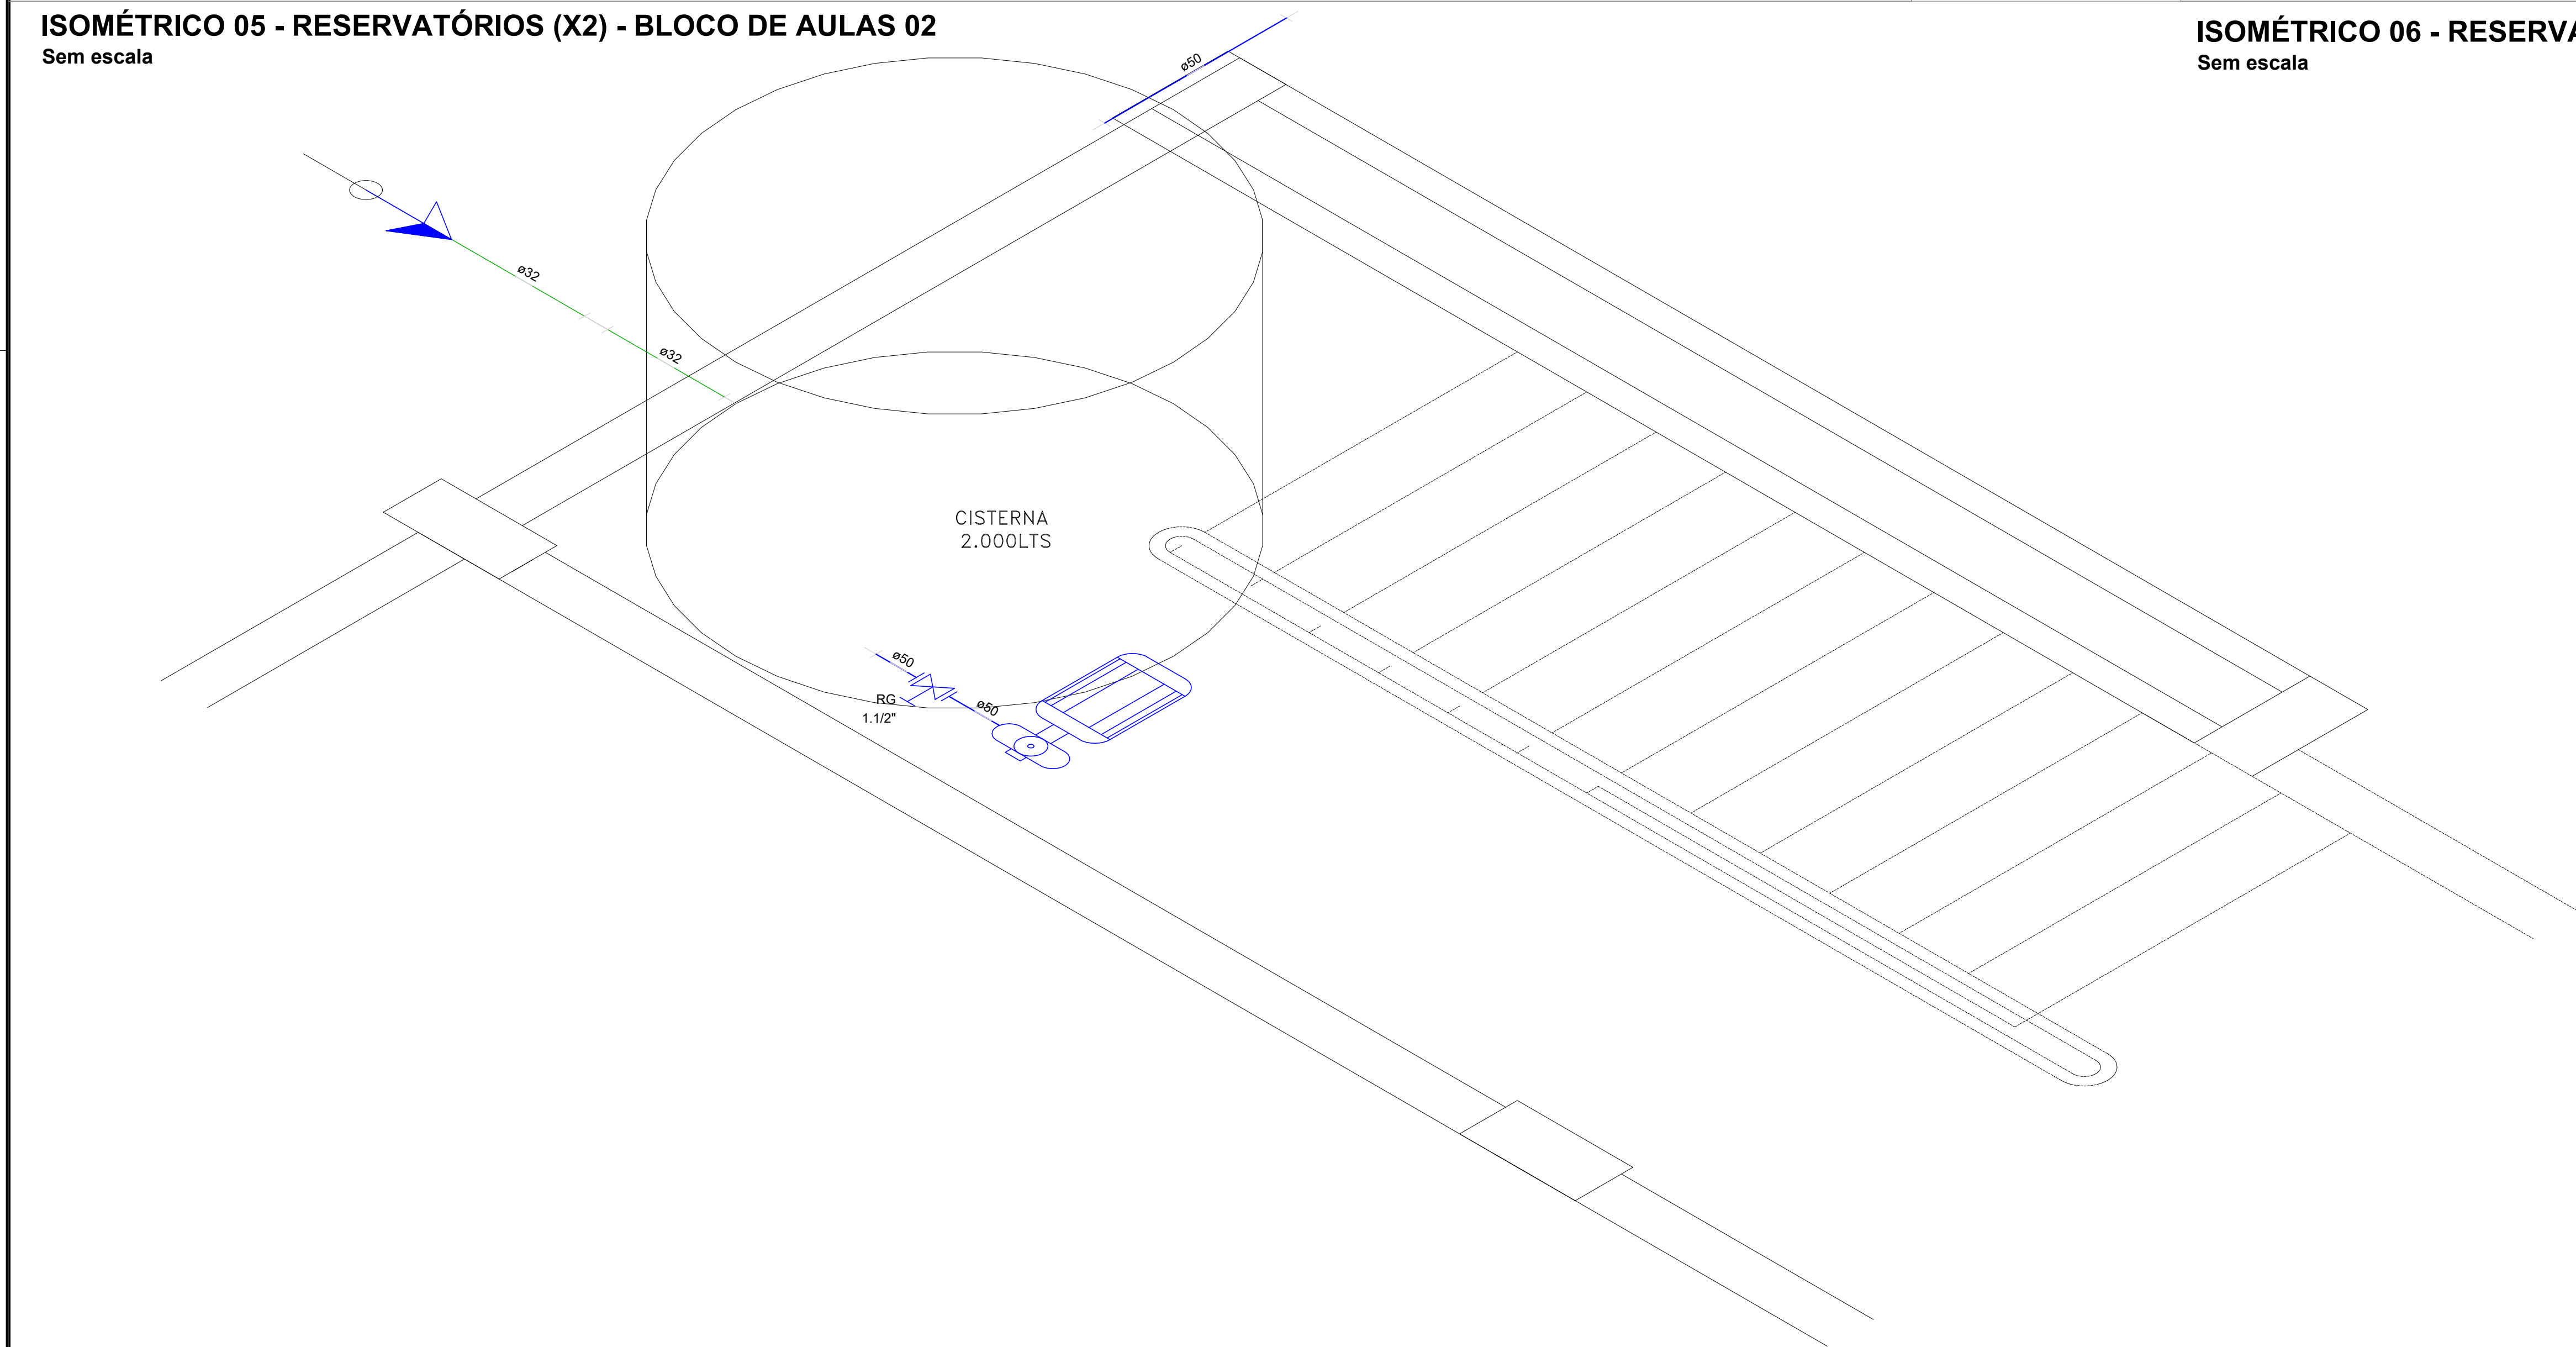 ISOMÉTRICO 05 - RESERVATÓRIOS (X2) - BLOCO DE AULAS 02
Sem escala
ISOMÉTRICO 06 - RESERVA
Sem escala
ø50
ø32
ø32
CISTERNA
2.000LTS
ø50
RG
1.1/2"
ø50